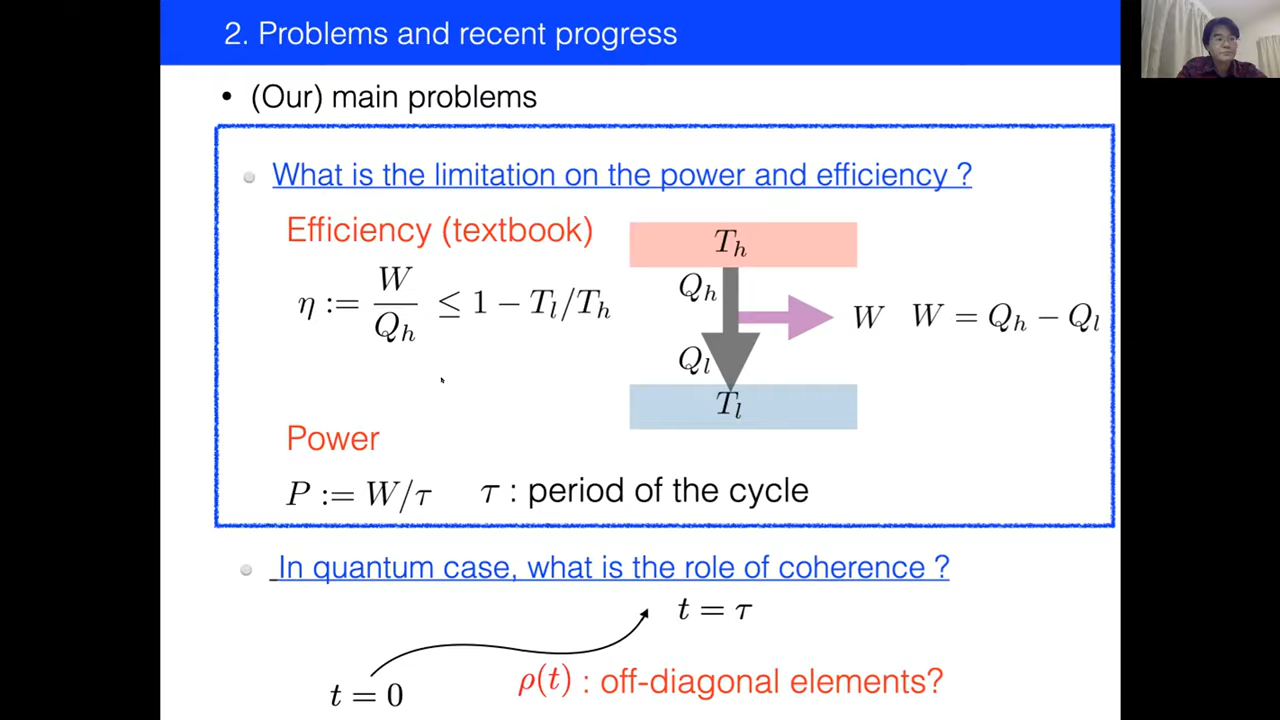 2. Problems and recent progress
• (Our) main problems
What is the limitation on the power and efficiency ?
Efficiency (textbook)
η := W/Q_h ≤ 1 − T_l/T_h
T_h
Q_h
W W = Q_h − Q_l
Q_l
T_l
Power
P := W/τ τ : period of the cycle
In quantum case, what is the role of coherence ?
t = τ
t = 0
ρ(t) : off-diagonal elements?